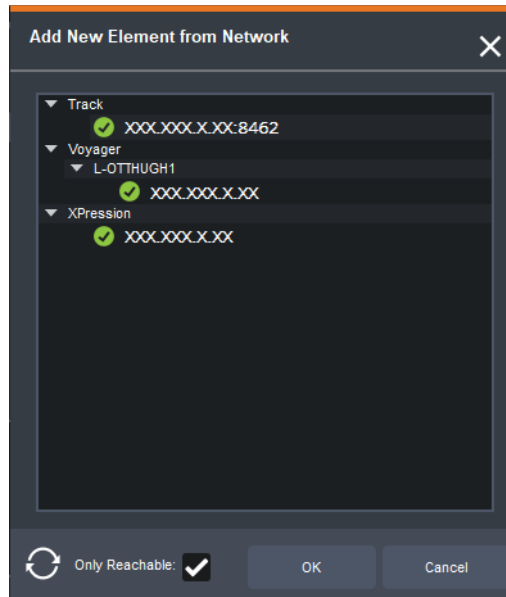 Add New Element from Network
Track
XXX.XXX.X.XX:8462
Voyager
L-OTTHUGH1
XXX.XXX.X.XX
XPression
XXX.XXX.X.XX
Only Reachable:
OK
Cancel